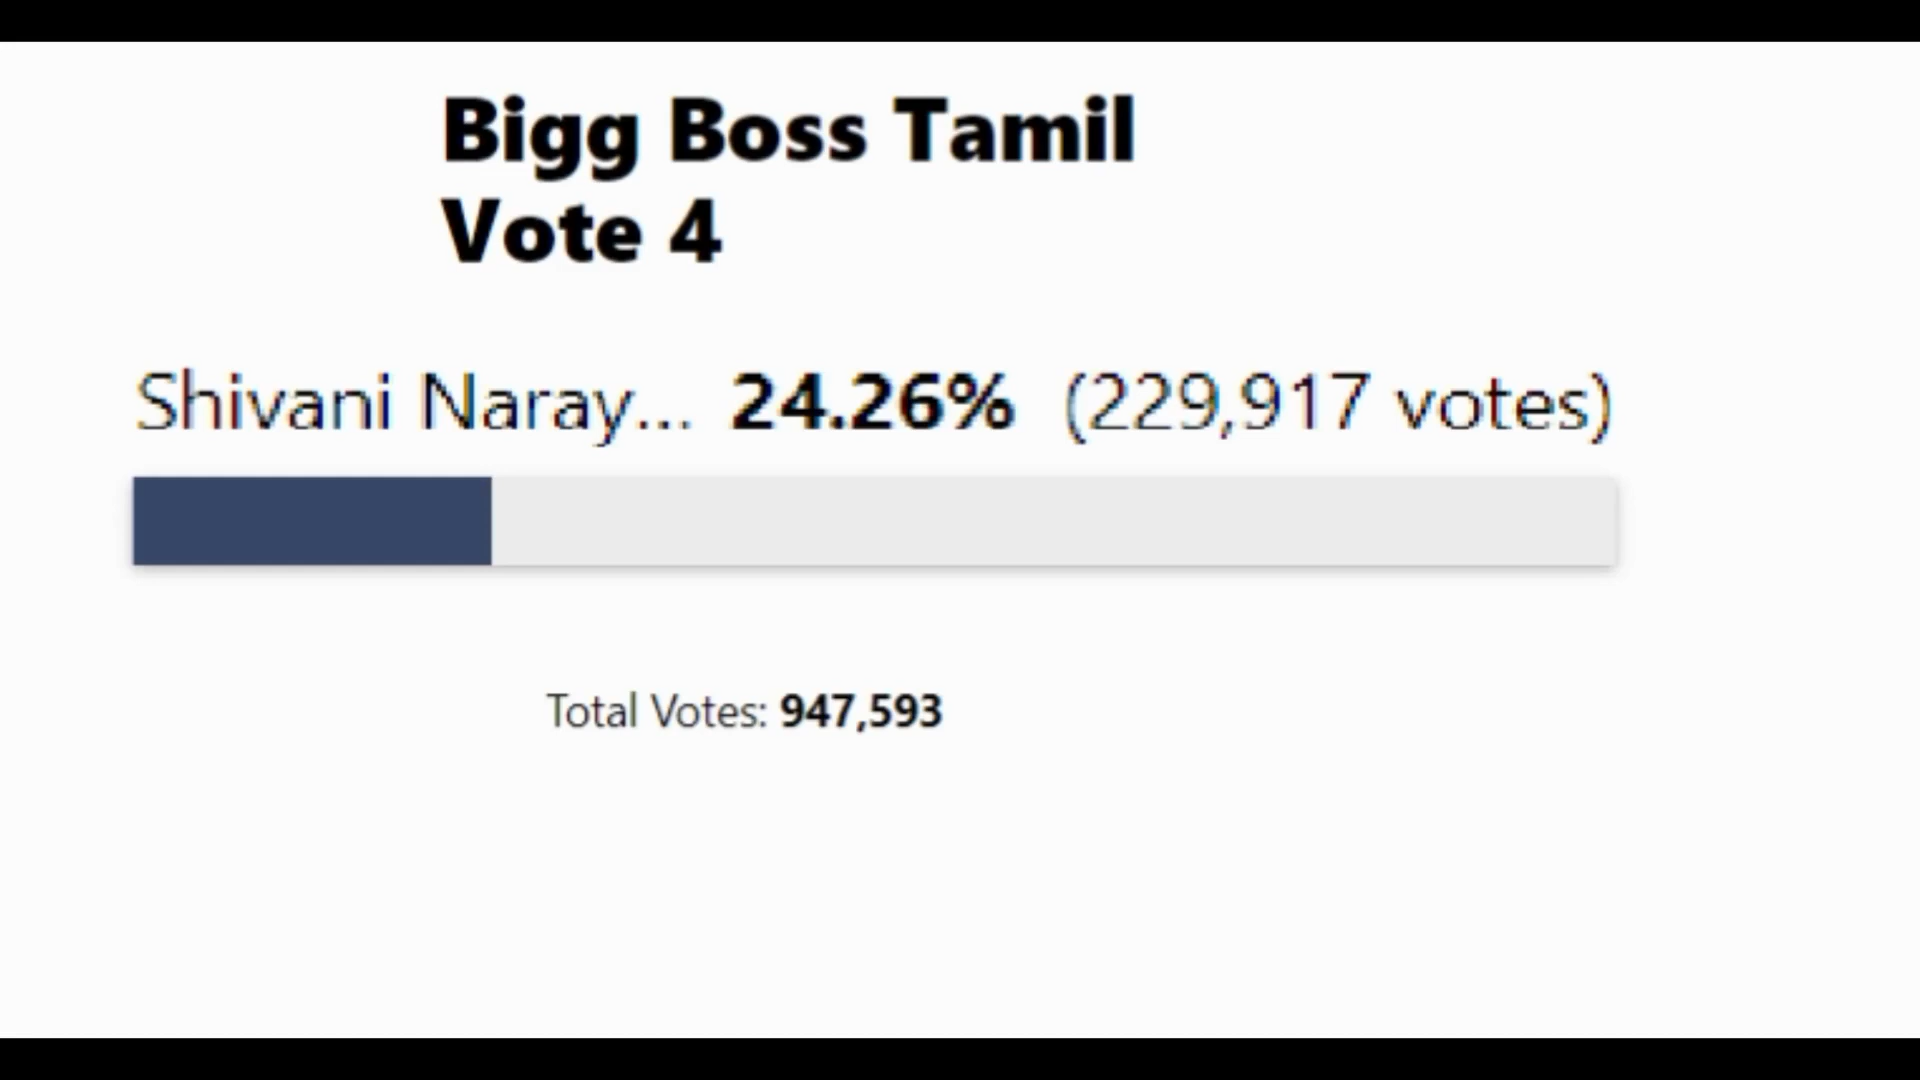 Bigg Boss Tamil
Vote 4
Shivani Naray... 24.26% (229,917 votes)
Total Votes: 947,593